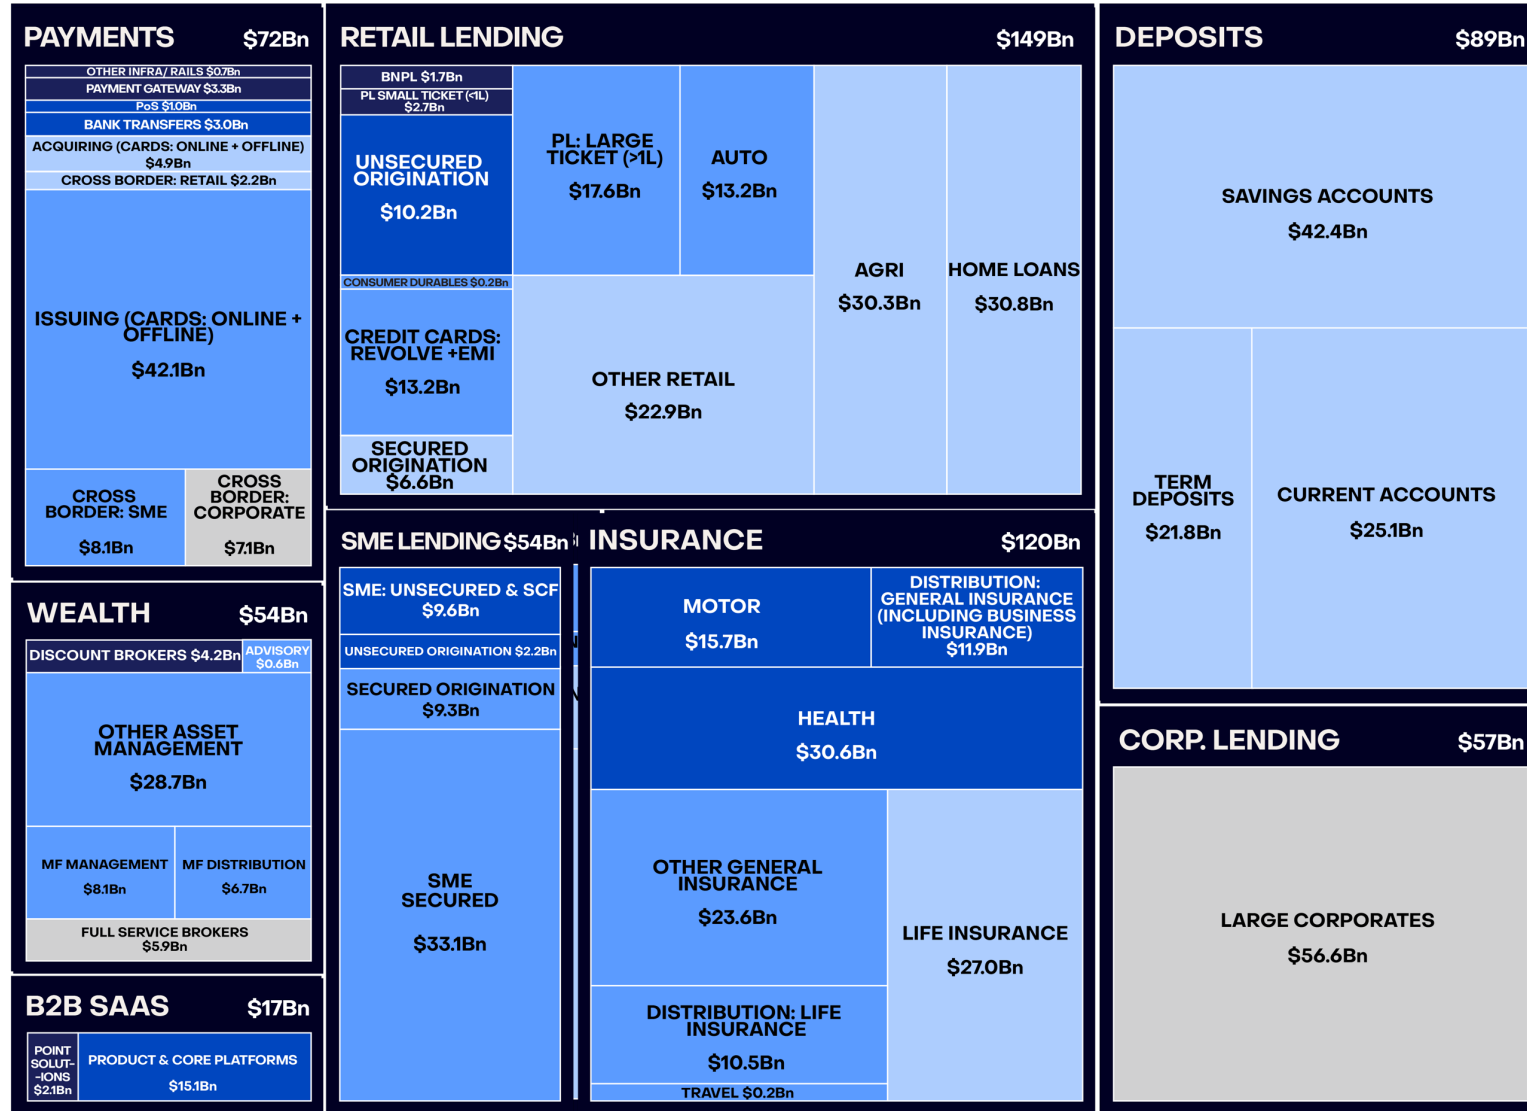 PAYMENTS $72Bn
OTHER INFRA/ RAILS $0.7Bn
PAYMENT GATEWAY $3.3Bn
PoS $1.0Bn
BANK TRANSFERS $3.0Bn
ACQUIRING (CARDS: ONLINE + OFFLINE)
$4.9Bn
CROSS BORDER: RETAIL $2.2Bn
ISSUING (CARDS: ONLINE +
OFFLINE)
$42.1Bn
CROSS
BORDER: SME
$8.1Bn
CROSS
BORDER:
CORPORATE
$7.1Bn
WEALTH $54Bn
DISCOUNT BROKERS $4.2Bn
ADVISORY
$0.6Bn
OTHER ASSET
MANAGEMENT
$28.7Bn
MF MANAGEMENT
$8.1Bn
MF DISTRIBUTION
$6.7Bn
FULL SERVICE BROKERS
$5.9Bn
B2B SAAS $17Bn
POINT
SOLUT-
-IONS
$2.1Bn
PRODUCT & CORE PLATFORMS
$15.1Bn
RETAIL LENDING $149Bn
BNPL $1.7Bn
PL SMALL TICKET (<1L)
$2.7Bn
UNSECURED
ORIGINATION
$10.2Bn
CONSUMER DURABLES $0.2Bn
CREDIT CARDS:
REVOLVE +EMI
$13.2Bn
SECURED
ORIGINATION
$6.6Bn
PL: LARGE
TICKET (>1L)
$17.6Bn
AUTO
$13.2Bn
OTHER RETAIL
$22.9Bn
AGRI
$30.3Bn
HOME LOANS
$30.8Bn
SME LENDING $54Bn
SME: UNSECURED & SCF
$9.6Bn
UNSECURED ORIGINATION $2.2Bn
SECURED ORIGINATION
$9.3Bn
SME
SECURED
$33.1Bn
INSURANCE $120Bn
MOTOR
$15.7Bn
DISTRIBUTION:
GENERAL INSURANCE
(INCLUDING BUSINESS
INSURANCE)
$11.9Bn
HEALTH
$30.6Bn
OTHER GENERAL
INSURANCE
$23.6Bn
LIFE INSURANCE
$27.0Bn
DISTRIBUTION: LIFE
INSURANCE
$10.5Bn
TRAVEL $0.2Bn
DEPOSITS $89Bn
SAVINGS ACCOUNTS
$42.4Bn
TERM
DEPOSITS
$21.8Bn
CURRENT ACCOUNTS
$25.1Bn
CORP. LENDING $57Bn
LARGE CORPORATES
$56.6Bn